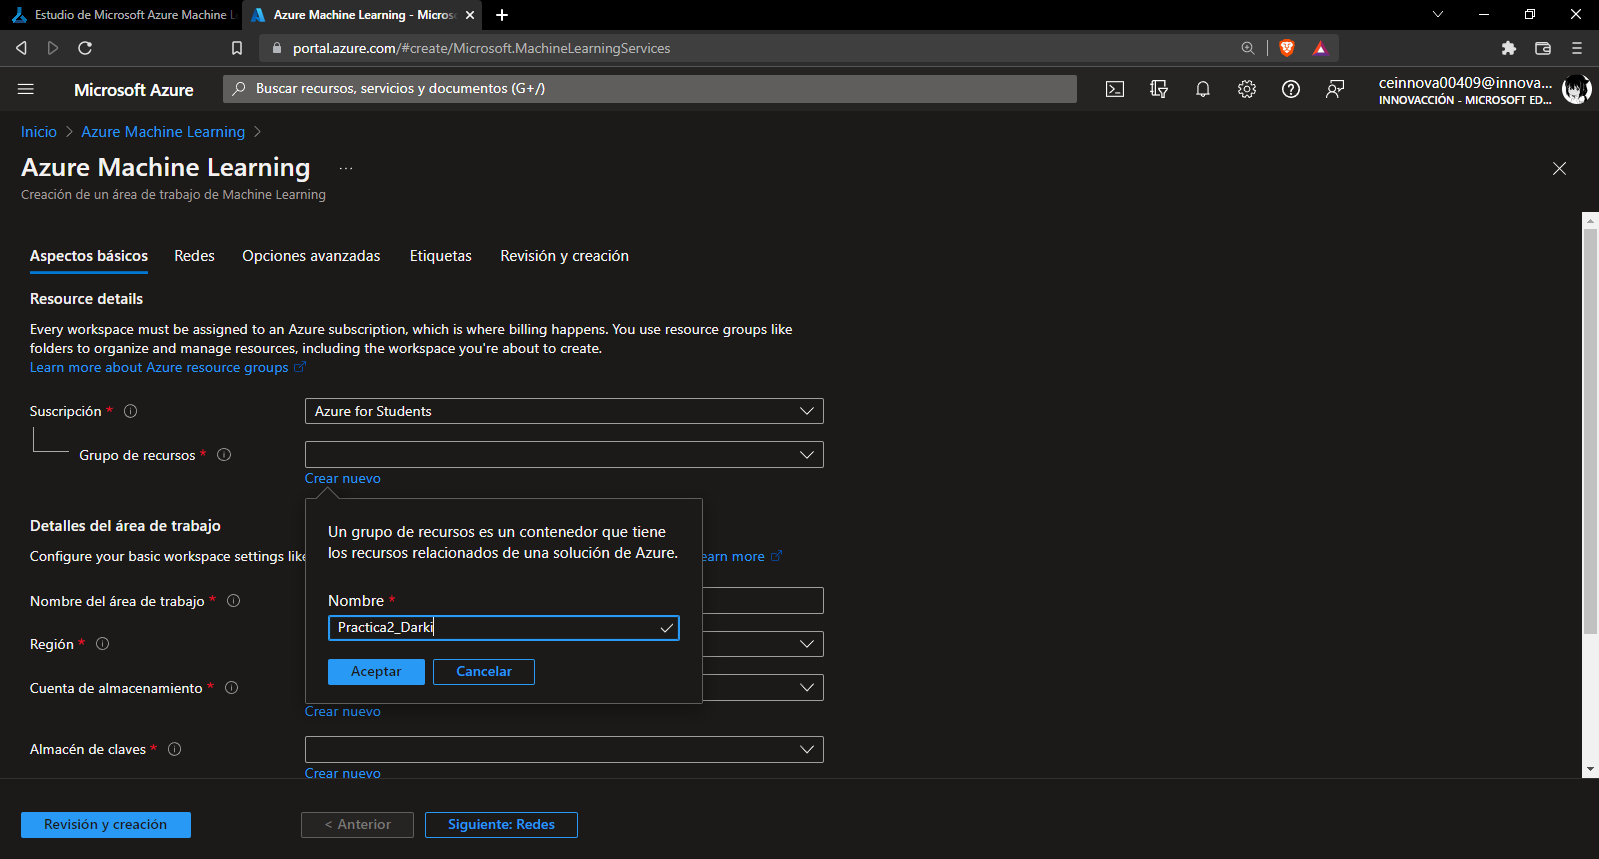 Estudio de Microsoft Azure Machine L
Azure Machine Learning - Micros
portal.azure.com/#create/Microsoft.MachineLearningServices
Microsoft Azure
Buscar recursos, servicios y documentos (G+/)
ceinnova00409@innova...
INNOVACCIÓN - MICROSOFT ED...
Inicio > Azure Machine Learning >
Azure Machine Learning ...
Creación de un área de trabajo de Machine Learning
Aspectos básicos Redes Opciones avanzadas Etiquetas Revisión y creación
Resource details
Every workspace must be assigned to an Azure subscription, which is where billing happens. You use resource groups like
folders to organize and manage resources, including the workspace you're about to create.
Learn more about Azure resource groups
Suscripción *
Azure for Students
Grupo de recursos *
Crear nuevo
Un grupo de recursos es un contenedor que tiene
los recursos relacionados de una solución de Azure.
Nombre *
Practica2_Darki
Aceptar Cancelar
Detalles del área de trabajo
Configure your basic workspace settings like
earn more
Nombre del área de trabajo *
Región *
Cuenta de almacenamiento *
Crear nuevo
Almacén de claves *
Crear nuevo
Revisión y creación
< Anterior
Siguiente: Redes